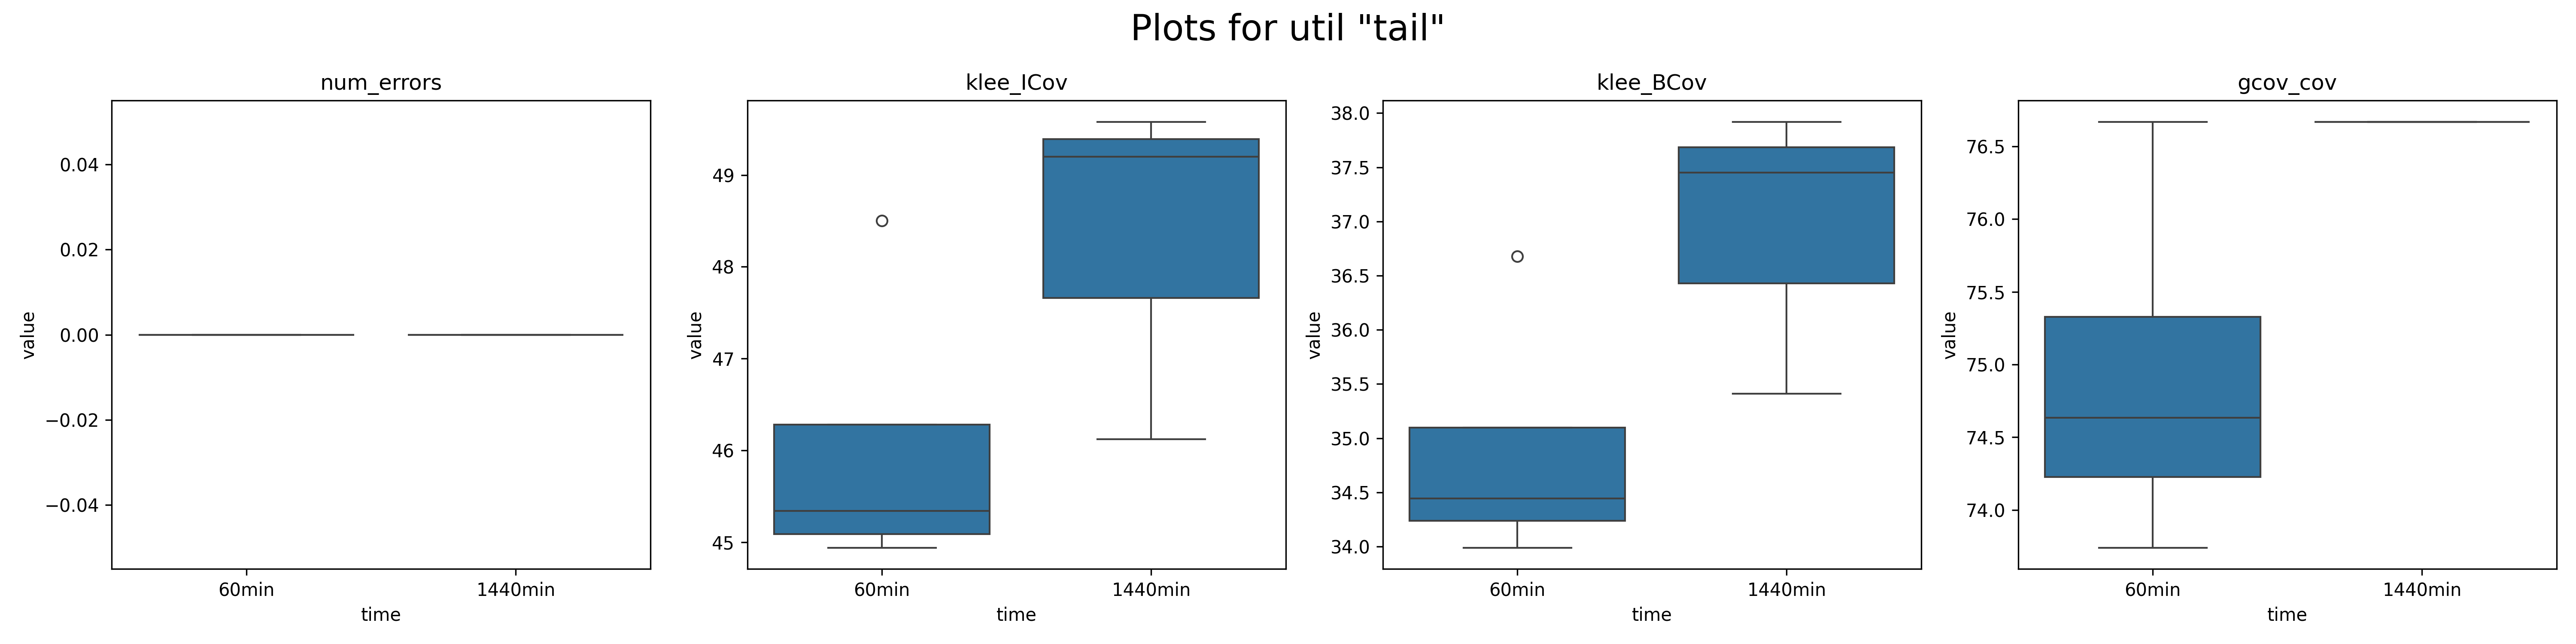 Plots for util "tail"
num_errors
value
0.04
0.02
0.00
−0.02
−0.04
60min
1440min
time
klee_ICov
value
49
48
47
46
45
60min
1440min
time
klee_BCov
value
38.0
37.5
37.0
36.5
36.0
35.5
35.0
34.5
34.0
60min
1440min
time
gcov_cov
value
76.5
76.0
75.5
75.0
74.5
74.0
60min
1440min
time